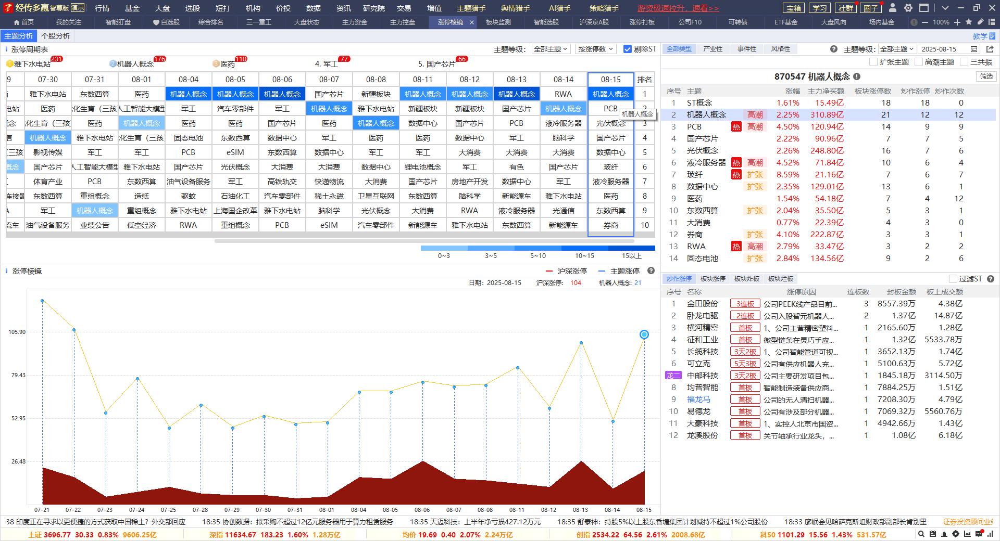 经传多赢 智尊版 演示 行情 基金 大盘 选股 短打 机构 价投 数据 资讯 研究院 交易 增值 主题猎手 舆情猎手 AI猎手 策略猎手 游资极速拉升，速看>> 宝箱 学习 社群 圈子
首页 我的关注 智能盯盘 自选股 综合排名 三一重工 大盘状态 主力资金 主力控盘 涨停棱镜 × 板块监测 智能选股 沪深京A股 涨停打板 公司F10 可转债 ETF基金 大盘风向 场内基金 100%
主题分析 个股分析 教学
涨停周期表 主题等级： 全部主题 按涨停数 剔除ST
1 雅下水电站 231 2 机器人概念 176 3 医药 110 4. 军工 77 5. 国产芯片 66
9 07-30 07-31 08-01 08-04 08-05 08-06 08-07 08-08 08-11 08-12 08-13 08-14 08-15 排名
雅下水电站 东数西算 医药 机器人概念 机器人概念 机器人概念 国产芯片 新疆板块 机器人概念 机器人概念 机器人概念 RWA 机器人概念 1
电站 医药 化生育（三孩 人工智能大模型 军工 汽车零部件 军工 机器人概念 雅下水电站 新疆板块 新疆板块 国产芯片 机器人概念 PCB 2
机器人概念
念 化生育（三孩 医药 机器人概念 医药 医药 国产芯片 医药 机器人概念 数据中心 国产芯片 PCB 液冷服务器 光伏概念 3
信 机器人概念 雅下水电站 化生育（三孩 固态电池 东数西算 数据中心 军工 医药 医药 数据中心 军工 脑科学 国产芯片 4
（三孩 影视传媒 军工 军工 PCB eSIM 东数西算 数据中心 军工 军工 大消费 大消费 大消费 数据中心 5
概念 国产芯片 人工智能大模型 雅下水电站 国产芯片 光伏概念 大消费 大消费 数据中心 锂电池概念 军工 有色 国产芯片 玻纤 6
体育产业 PCB 东数西算 油气设备服务 军工 高铁轨交 快递物流 大消费 国产芯片 房地产开发 数据中心 军工 液冷服务器 7
连接器 东数西算 重组概念 造纸 驱蚊 石油化工 汽车零部件 稀土永磁 卫星互联网 东数西算 脑科学 新能源车 雅下水电站 医药 8
A 军工 机器人概念 重组概念 雅下水电站 上海国企改革 雅下水电站 脑科学 光伏概念 大消费 RWA 液冷服务器 光通信 东数西算 9
流车 油气设备服务 业绩公告 低空经济 RWA 重组概念 PCB eSIM 汽车零部件 新能源车 雅下水电站 东数西算 新能源车 券商 10
0~3 3~5 5~10 10~15 15以上
涨停棱镜 沪深涨停 主题涨停
日期：2025-08-15 沪深涨停: 104 机器人概念: 21
105.90
79.43
52.95
26.48
07-21 07-22 07-23 07-24 07-25 07-28 07-29 07-30 07-31 08-01 08-04 08-05 08-06 08-07 08-08 08-11 08-12 08-13 08-14 08-15
全部类型 产业性 事件性 风格性 主题等级： 全部主题 2025-08-15
扩张主题 高潮主题 三共振
870547 机器人概念 筛选
序号 主题 涨幅 主力净买额 板块涨停数 炒作涨停 炒作次数
1 ST概念 1.61% 15.49亿 18 18 0
2 机器人概念 高潮 2.25% 310.89亿 21 12 12
3 PCB 热 高潮 4.50% 120.94亿 14 9 9
4 国产芯片 2.22% 90.96亿 7 7 5
5 光伏概念 2.26% 248.80亿 16 7 6
6 液冷服务器 热 高潮 4.52% 71.84亿 10 6 4
7 玻纤 热 扩张 8.59% 21.16亿 7 6 7
8 数据中心 扩张 2.35% 129.01亿 13 6 1
9 医药 1.54% 54.18亿 7 4 12
10 东数西算 扩张 2.04% 35.50亿 5 3 1
11 大消费 0.77% 22.39亿 4 3 0
12 券商 扩张 4.10% 222.87亿 3 3 1
13 RWA 热 高潮 2.79% 33.47亿 3 2 2
14 固态电池 扩张 2.84% 134.56亿 9 2 6
炒作涨停 板块涨停 板块炸板 板块烂板 过滤ST
序号 名称 涨停原因 连板数 封板金额 板上成交额
1 金田股份 3连板 公司PEEK线产品目前... 3 8557.39万 4.38亿
2 卧龙电驱 2连板 公司入股智元机器人... 2 1.37亿 14.87亿
3 横河精密 首板 1、公司主营精密塑料... 1 2165.60万 1.28亿
4 征和工业 首板 微型链条在灵巧手应... 1 1.32亿 5533.78万
5 长缆科技 3天2板 1、公司智能管道可视... 1 3652.13万 1.74亿
6 可立克 5天3板 公司有供应机器人充... 1 5100.63万 5.72亿
龙二 中邮科技 3天2板 公司主要研发项目包... 1 1845.18万 3114.50万
8 均普智能 首板 智能制造装备供应商... 1 7884.25万 1.51亿
9 福龙马 首板 公司的无人清扫机器... 1 7208.30万 4.79亿
10 易德龙 首板 公司有涉及部分机器... 1 7069.32万 5560.76万
11 大豪科技 首板 1、实控人北京市国资... 1 4942.66万 1.43亿
12 龙溪股份 首板 关节轴承行业龙头，... 1 1.08亿 6.18亿
38 印度正在寻求以更便捷的方式获取中国稀土？外交部回应 18:35 协创数据：拟采购不超过12亿元服务器用于算力租赁服务 18:35 天迈科技：上半年净亏损427.12万元 18:35 舒泰神：持股5%以上股东香塘集团计划减持不超过1%公司股份 18:33 廖岷会见哈萨克斯坦财政部副部长肯别里 证券投资顾问业务
上证 3696.77 30.33 0.83% 9606.25亿 深指 11634.67 183.23 1.60% 1.28万亿 均价 19.69 0.40 2.07% 2.24万亿 创指 2534.22 64.56 2.61% 2008.68亿 科50 1101.29 15.56 1.43% 531.57亿